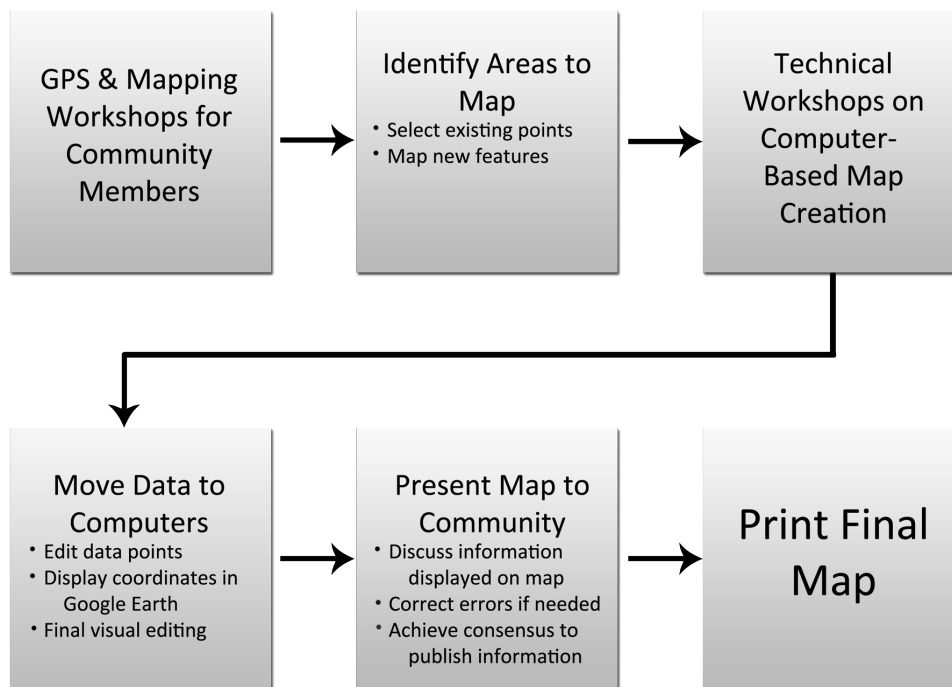 GPS & Mapping
Workshops for
Community
Members
Identify Areas to
Map
• Select existing points
• Map new features
Technical
Workshops on
Computer-
Based Map
Creation
Move Data to
Computers
• Edit data points
• Display coordinates in
Google Earth
• Final visual editing
Present Map to
Community
• Discuss information
displayed on map
• Correct errors if needed
• Achieve consensus to
publish information
Print Final
Map